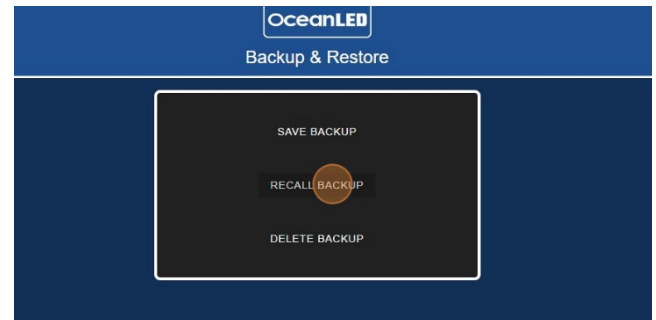 OceanLED
Backup & Restore
SAVE BACKUP
RECALL BACKUP
DELETE BACKUP